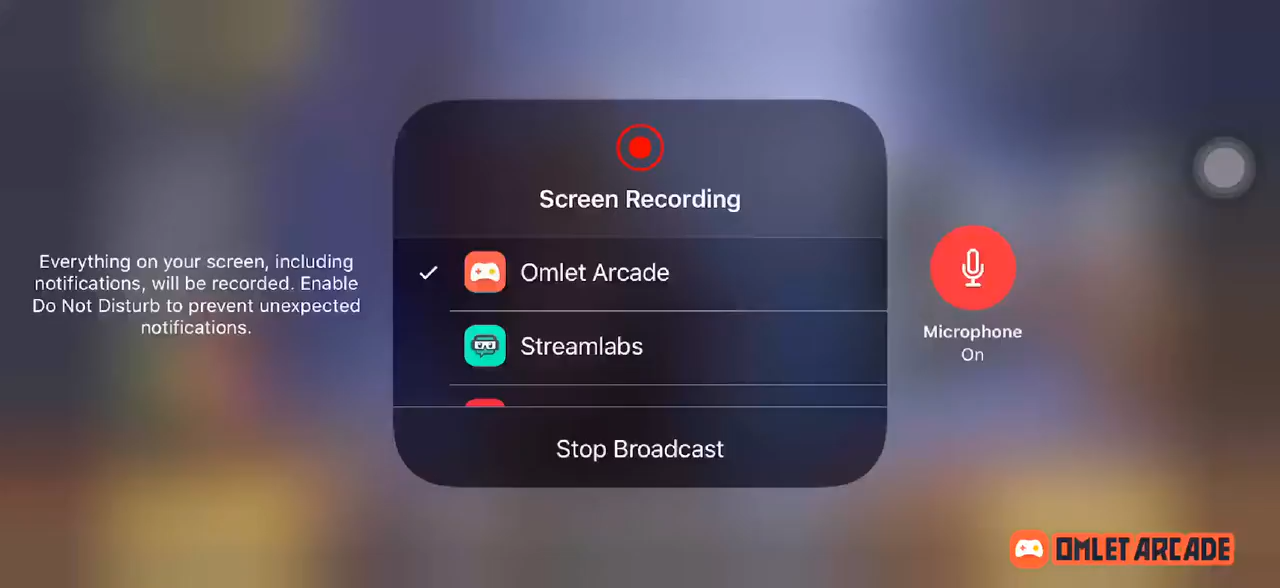 Screen Recording
Everything on your screen, including
notifications, will be recorded. Enable
Do Not Disturb to prevent unexpected
notifications.
Omlet Arcade
Streamlabs
Stop Broadcast
Microphone
On
OMLET ARCADE